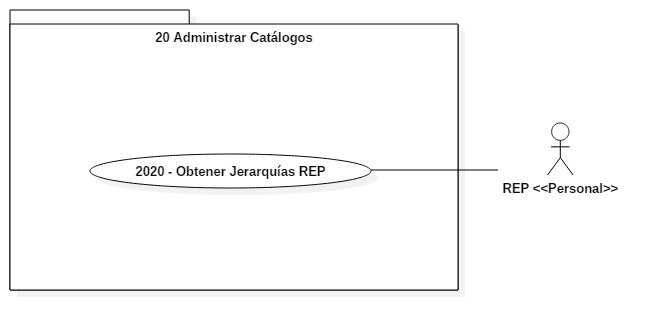 20 Administrar Catálogos
2020 - Obtener Jerarquías REP
REP <<Personal>>